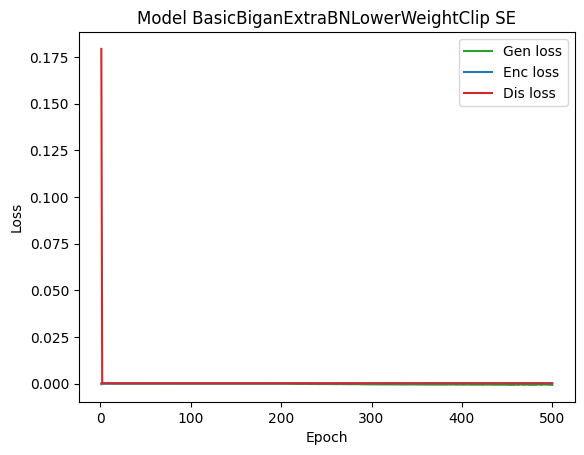 Model BasicBiganExtraBNLowerWeightClip SE
Gen loss
Enc loss
Dis loss
0.175
0.150
0.125
0.100
0.075
0.050
0.025
0.000
Loss
0 100 200 300 400 500
Epoch